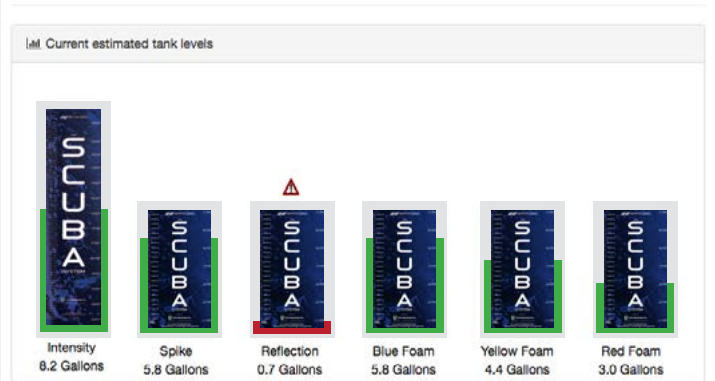 Current estimated tank levels
SCUBA
SYSTEM
SCUBA
SCUBA
SCUBA
SCUBA
SCUBA
Intensity
8.2 Gallons
Spike
5.8 Gallons
Reflection
0.7 Gallons
Blue Foam
5.8 Gallons
Yellow Foam
4.4 Gallons
Red Foam
3.0 Gallons